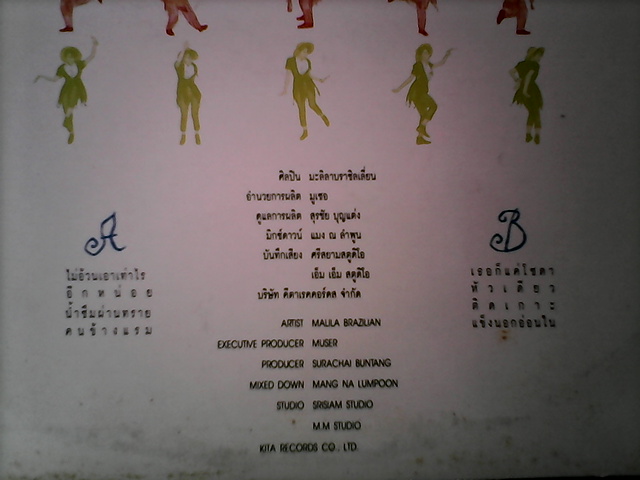 ศิลปิน มะลิลาบราซิลเลี่ยน
อำนวยการผลิต มูเซอ
ดูแลการผลิต สุรชัย บุญแต่ง
มิกซ์ดาวน์ แมง ณ ลำพูน
บันทึกเสียง ศรีสยามสตูดิโอ
เอ็ม เอ็ม สตูดิโอ
บริษัท คีตาเรคคอร์ดส จำกัด
A
ไม่อ้วนเอาเท่าไร
อีกหน่อย
น้ำซึมผ่านทราย
คนข้างแรม
B
เธอก็แค่โซดา
หัวเดียว
ติดเกาะ
แข็งนอกอ่อนใน
ARTIST MALILA BRAZILIAN
EXECUTIVE PRODUCER MUSER
PRODUCER SURACHAI BUNTANG
MIXED DOWN MANG NA LUMPOON
STUDIO SRISIAM STUDIO
M.M STUDIO
KITA RECORDS CO., LTD.